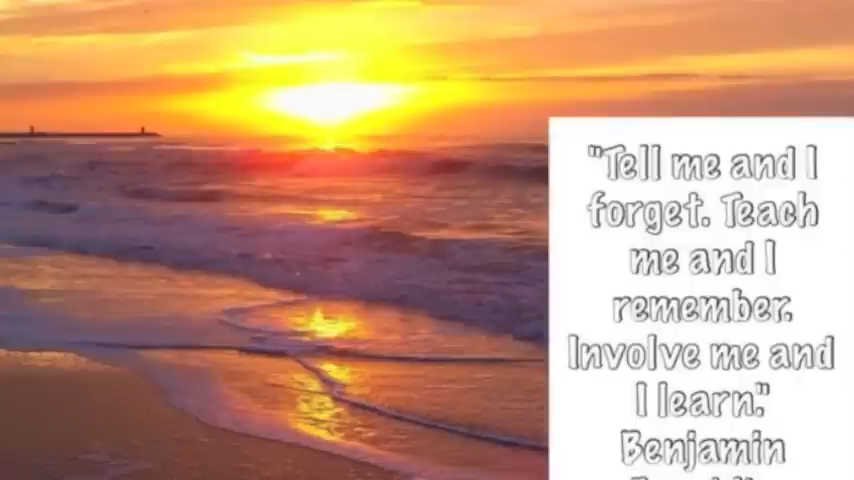 "Tell me and I
forget. Teach
me and I
remember.
Involve me and
I learn."
Benjamin